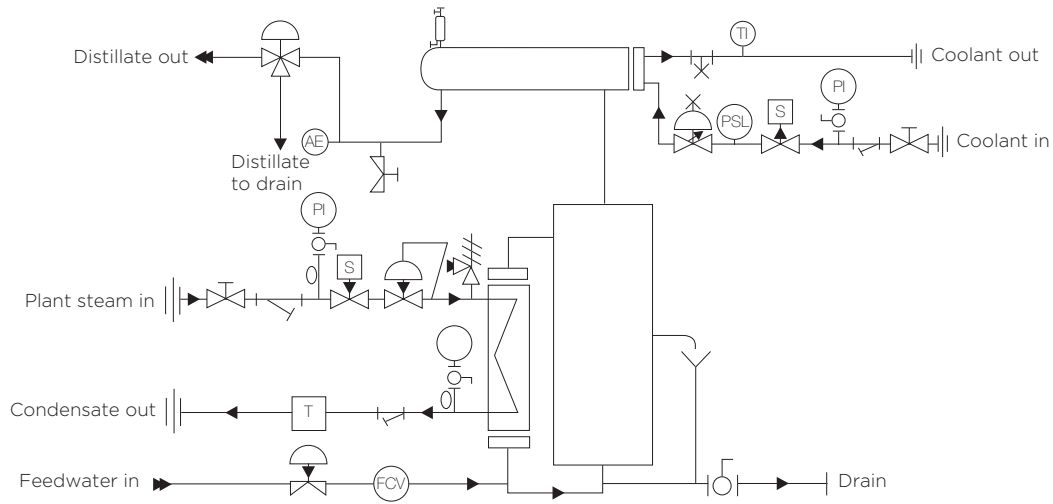 TI
Distillate out
Coolant out
PI
S
PSL
AE
Coolant in
Distillate
to drain
PI
S
Plant steam in
Condensate out
T
Feedwater in
FCV
Drain